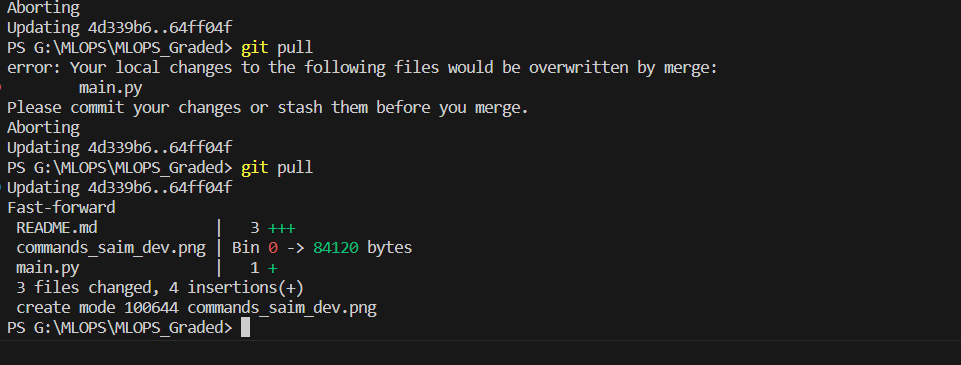 Aborting
Updating 4d339b6..64ff04f
PS G:\MLOPS\MLOPS_Graded> git pull
error: Your local changes to the following files would be overwritten by merge:
        main.py
Please commit your changes or stash them before you merge.
Aborting
Updating 4d339b6..64ff04f
PS G:\MLOPS\MLOPS_Graded> git pull
Updating 4d339b6..64ff04f
Fast-forward
 README.md             |   3 +++
 commands_saim_dev.png | Bin 0 -> 84120 bytes
 main.py               |   1 +
 3 files changed, 4 insertions(+)
 create mode 100644 commands_saim_dev.png
PS G:\MLOPS\MLOPS_Graded>